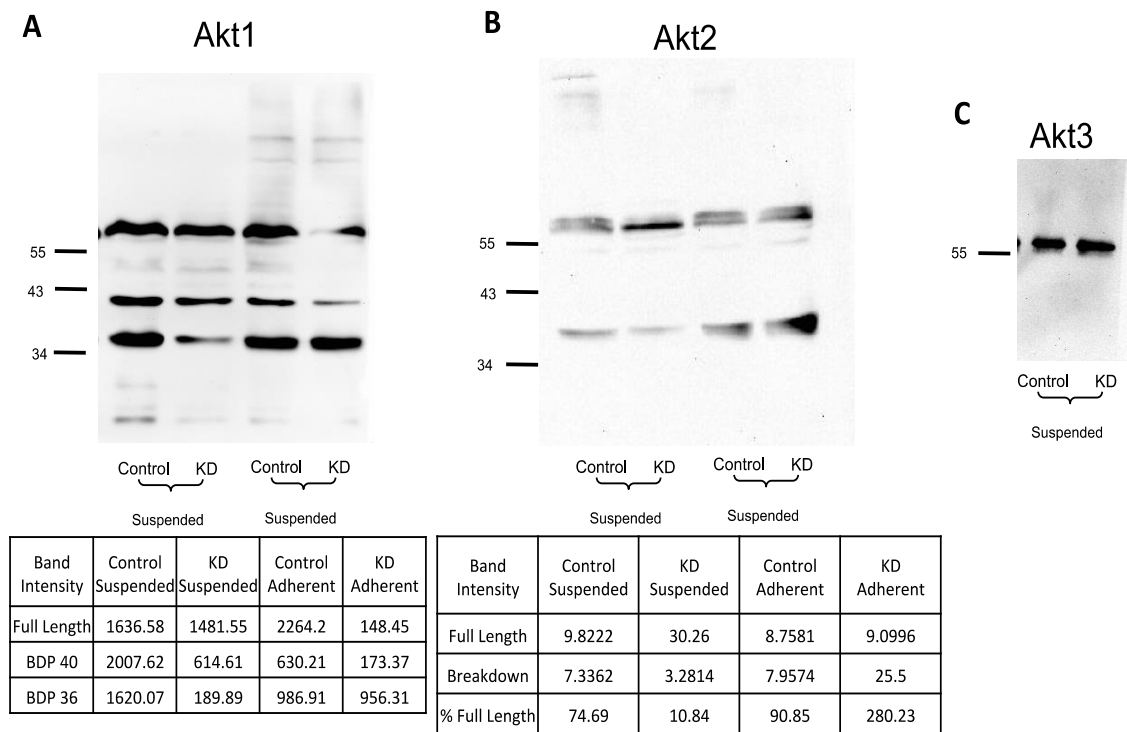 A
Akt1
55
43
34
Control KD Control KD
Suspended Suspended
Band Intensity Control Suspended KD Suspended Control Adherent KD Adherent
Full Length 1636.58 1481.55 2264.2 148.45
BDP 40 2007.62 614.61 630.21 173.37
BDP 36 1620.07 189.89 986.91 956.31
B
Akt2
55
43
34
Control KD Control KD
Suspended Suspended
Band Intensity Control Suspended KD Suspended Control Adherent KD Adherent
Full Length 9.8222 30.26 8.7581 9.0996
Breakdown 7.3362 3.2814 7.9574 25.5
% Full Length 74.69 10.84 90.85 280.23
C
Akt3
55
Control KD
Suspended